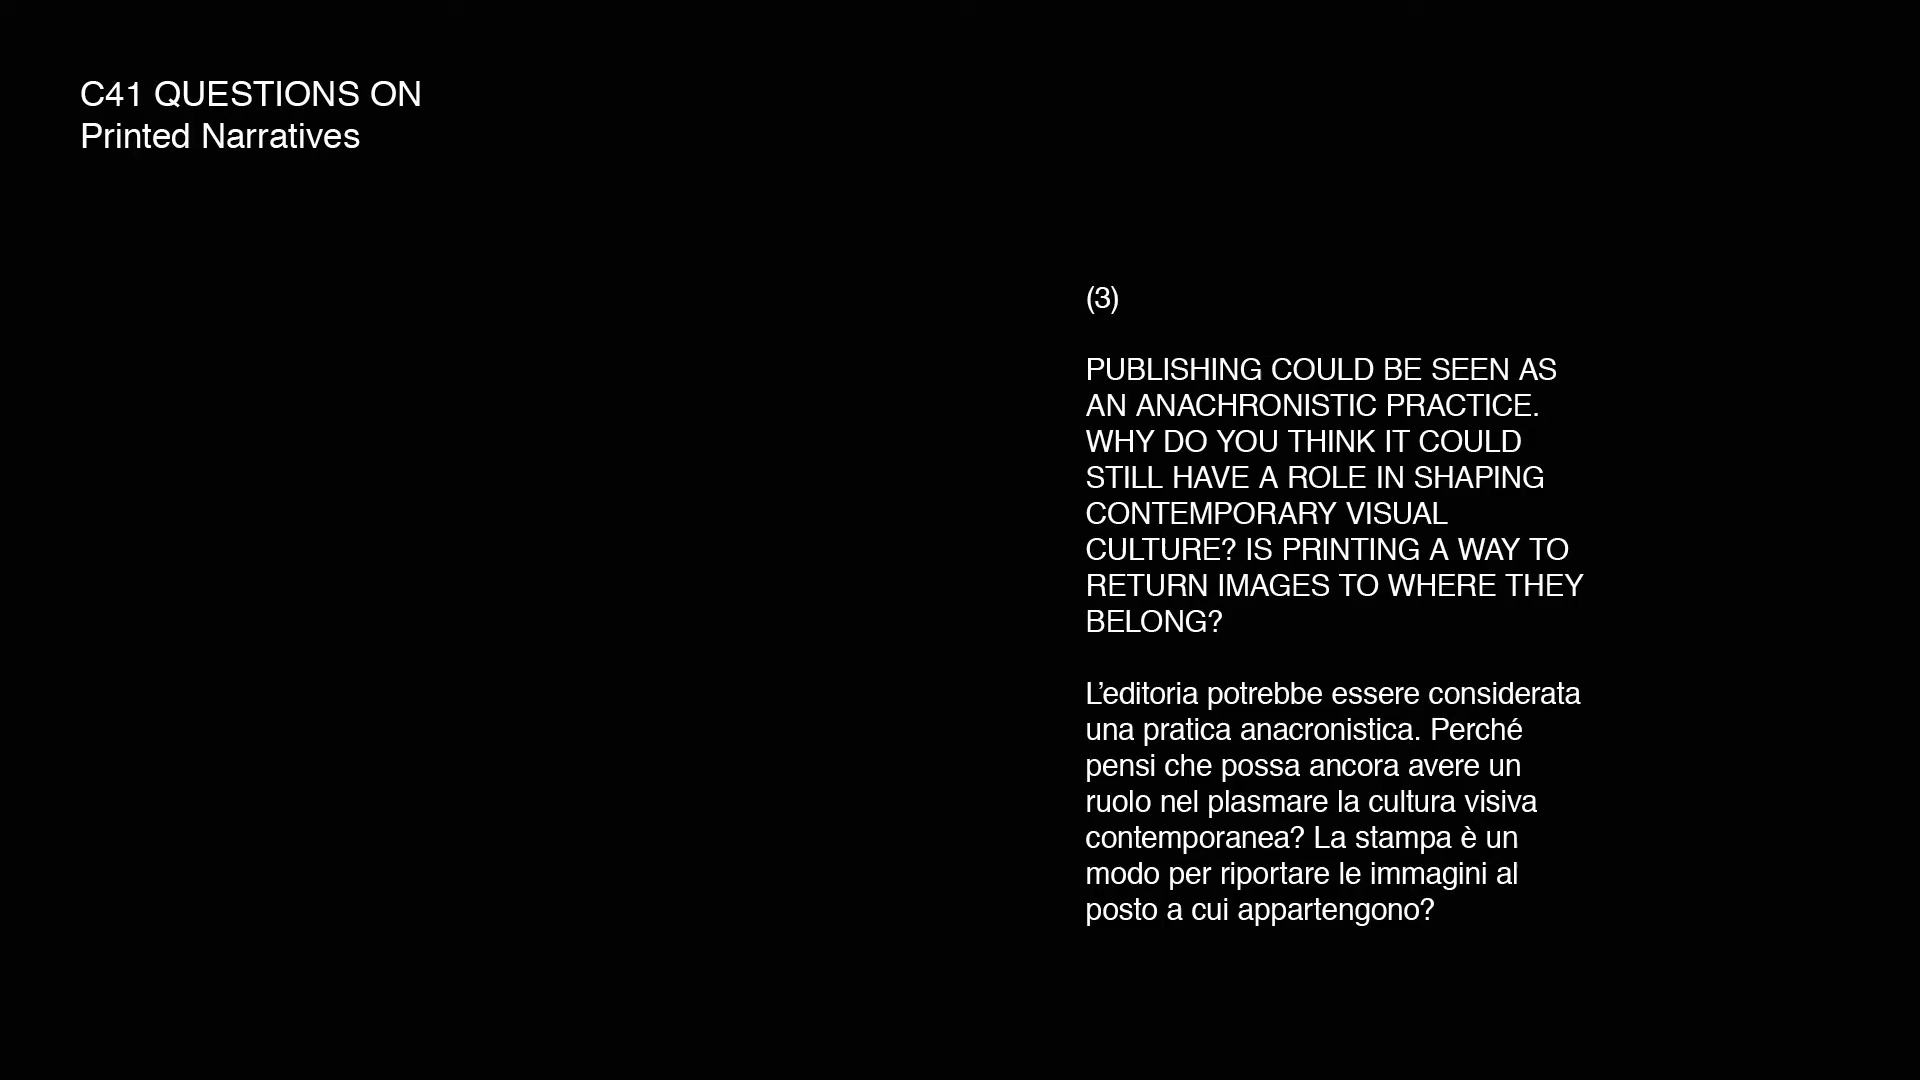 C41 QUESTIONS ON
Printed Narratives
(3)
PUBLISHING COULD BE SEEN AS
AN ANACHRONISTIC PRACTICE.
WHY DO YOU THINK IT COULD
STILL HAVE A ROLE IN SHAPING
CONTEMPORARY VISUAL
CULTURE? IS PRINTING A WAY TO
RETURN IMAGES TO WHERE THEY
BELONG?
L’editoria potrebbe essere considerata
una pratica anacronistica. Perché
pensi che possa ancora avere un
ruolo nel plasmare la cultura visiva
contemporanea? La stampa è un
modo per riportare le immagini al
posto a cui appartengono?